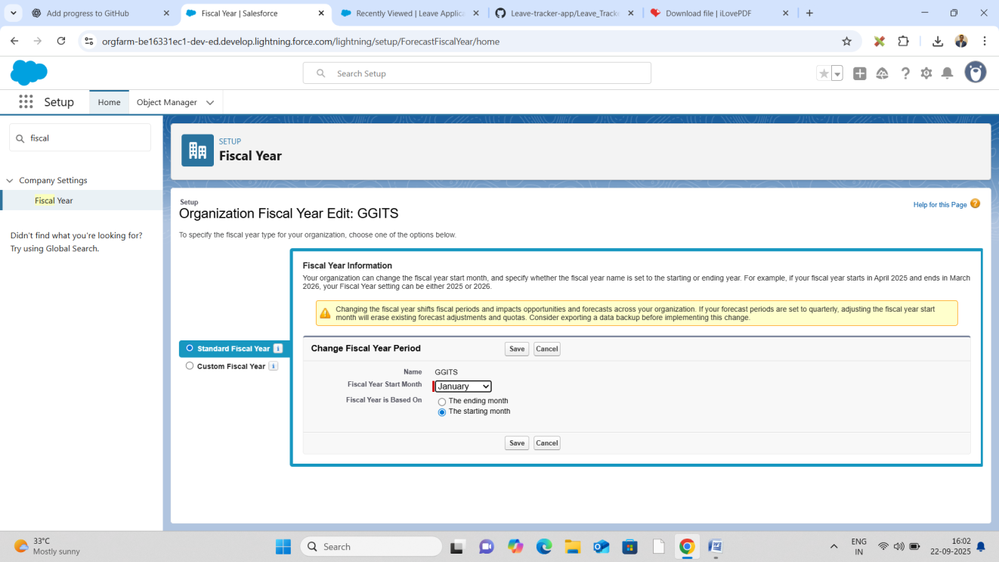 Add progress to GitHub
Fiscal Year | Salesforce
Recently Viewed | Leave Applica
Leave-tracker-app/Leave_Tracke
Download file | iLovePDF
orgfarm-be16331ec1-dev-ed.develop.lightning.force.com/lightning/setup/ForecastFiscalYear/home
Search Setup
Setup
Home
Object Manager
fiscal
Company Settings
Fiscal Year
Didn't find what you're looking for?
Try using Global Search.
SETUP
Fiscal Year
Setup
Organization Fiscal Year Edit: GGITS
Help for this Page
To specify the fiscal year type for your organization, choose one of the options below.
Standard Fiscal Year
Custom Fiscal Year
Fiscal Year Information
Your organization can change the fiscal year start month, and specify whether the fiscal year name is set to the starting or ending year. For example, if your fiscal year starts in April 2025 and ends in March
2026, your Fiscal Year setting can be either 2025 or 2026.
Changing the fiscal year shifts fiscal periods and impacts opportunities and forecasts across your organization. If your forecast periods are set to quarterly, adjusting the fiscal year start
month will erase existing forecast adjustments and quotas. Consider exporting a data backup before implementing this change.
Change Fiscal Year Period
Save
Cancel
Name GGITS
Fiscal Year Start Month January
Fiscal Year is Based On The ending month
The starting month
Save
Cancel
33°C
Mostly sunny
Search
ENG
IN
16:02
22-09-2025